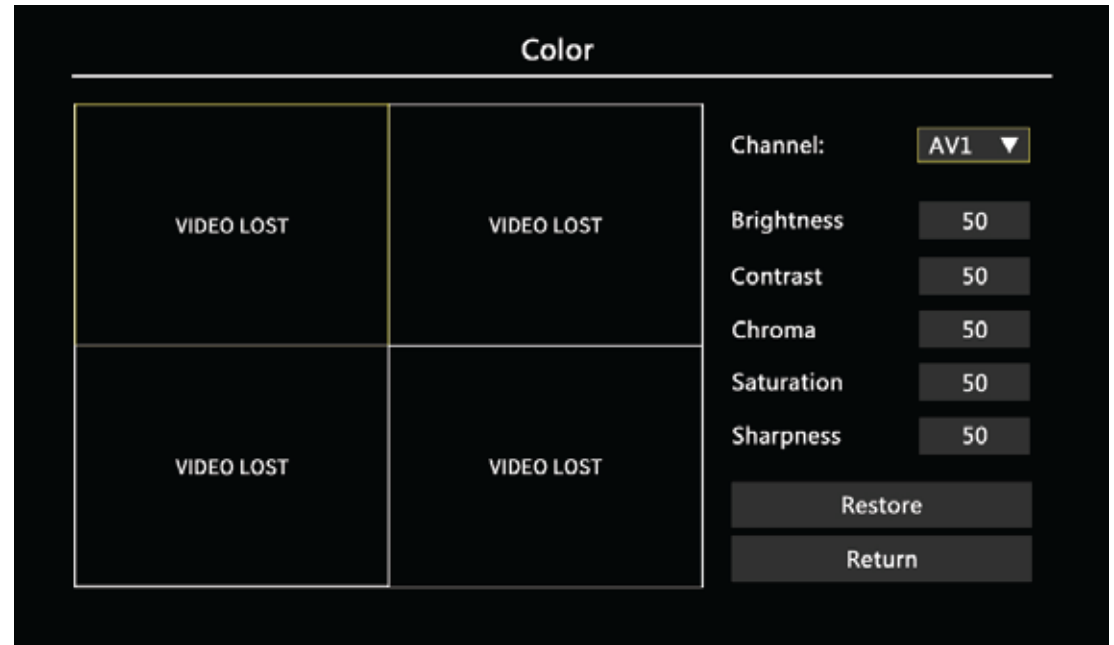 Color
VIDEO LOST
VIDEO LOST
VIDEO LOST
VIDEO LOST
Channel: AV1 ▼
Brightness 50
Contrast 50
Chroma 50
Saturation 50
Sharpness 50
Restore
Return